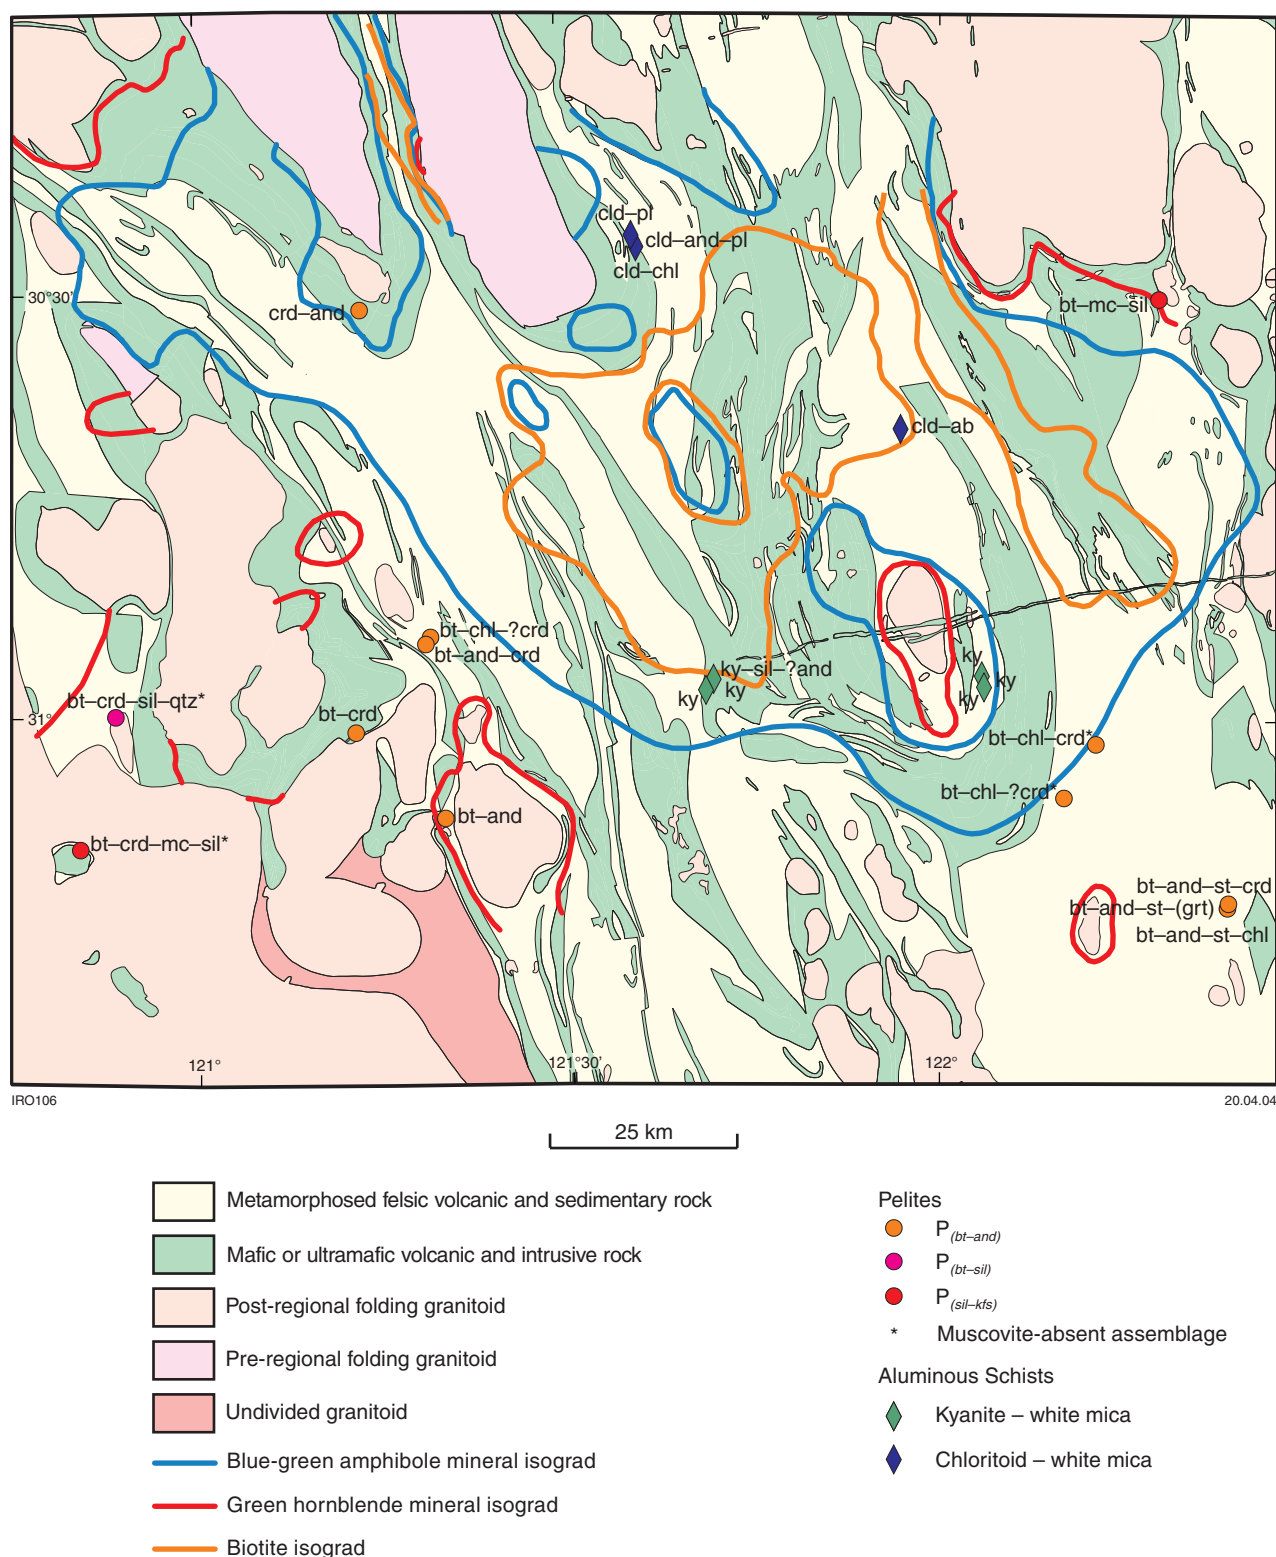 cld–pl
cld–and–pl
cld–chl
30°30'
crd–and
bt–mc–sil
cld–ab
bt–chl–?crd
bt–and–crd
ky–sil–?and
ky
ky
ky
ky
ky
bt–crd–sil–qtz*
31°
bt–crd
bt–chl–crd*
bt–chl–?crd*
bt–and
bt–crd–mc–sil*
bt–and–st–crd
bt–and–st–(grt)
bt–and–st–chl
121°
121°30'
122°
IRO106
20.04.04
25 km
Metamorphosed felsic volcanic and sedimentary rock
Mafic or ultramafic volcanic and intrusive rock
Post-regional folding granitoid
Pre-regional folding granitoid
Undivided granitoid
Blue-green amphibole mineral isograd
Green hornblende mineral isograd
Biotite isograd
Pelites
P(bt–and)
P(bt–sil)
P(sil–kfs)
* Muscovite-absent assemblage
Aluminous Schists
Kyanite – white mica
Chloritoid – white mica